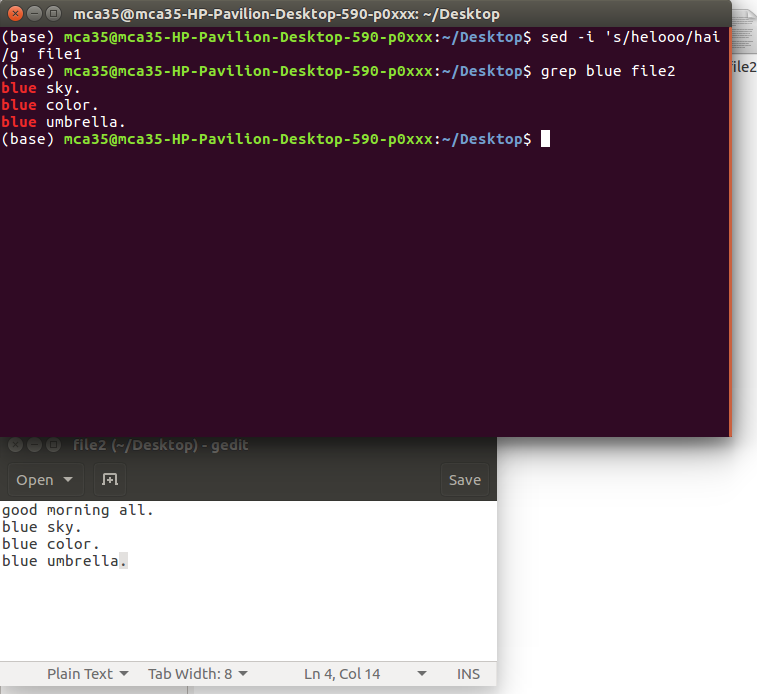 mca35@mca35-HP-Pavilion-Desktop-590-p0xxx: ~/Desktop
(base) mca35@mca35-HP-Pavilion-Desktop-590-p0xxx:~/Desktop$ sed -i 's/helooo/hai
/g' file1
(base) mca35@mca35-HP-Pavilion-Desktop-590-p0xxx:~/Desktop$ grep blue file2
blue sky.
blue color.
blue umbrella.
(base) mca35@mca35-HP-Pavilion-Desktop-590-p0xxx:~/Desktop$
file2
file2 (~/Desktop) - gedit
Open
Save
good morning all.
blue sky.
blue color.
blue umbrella.
Plain Text Tab Width: 8 Ln 4, Col 14 INS